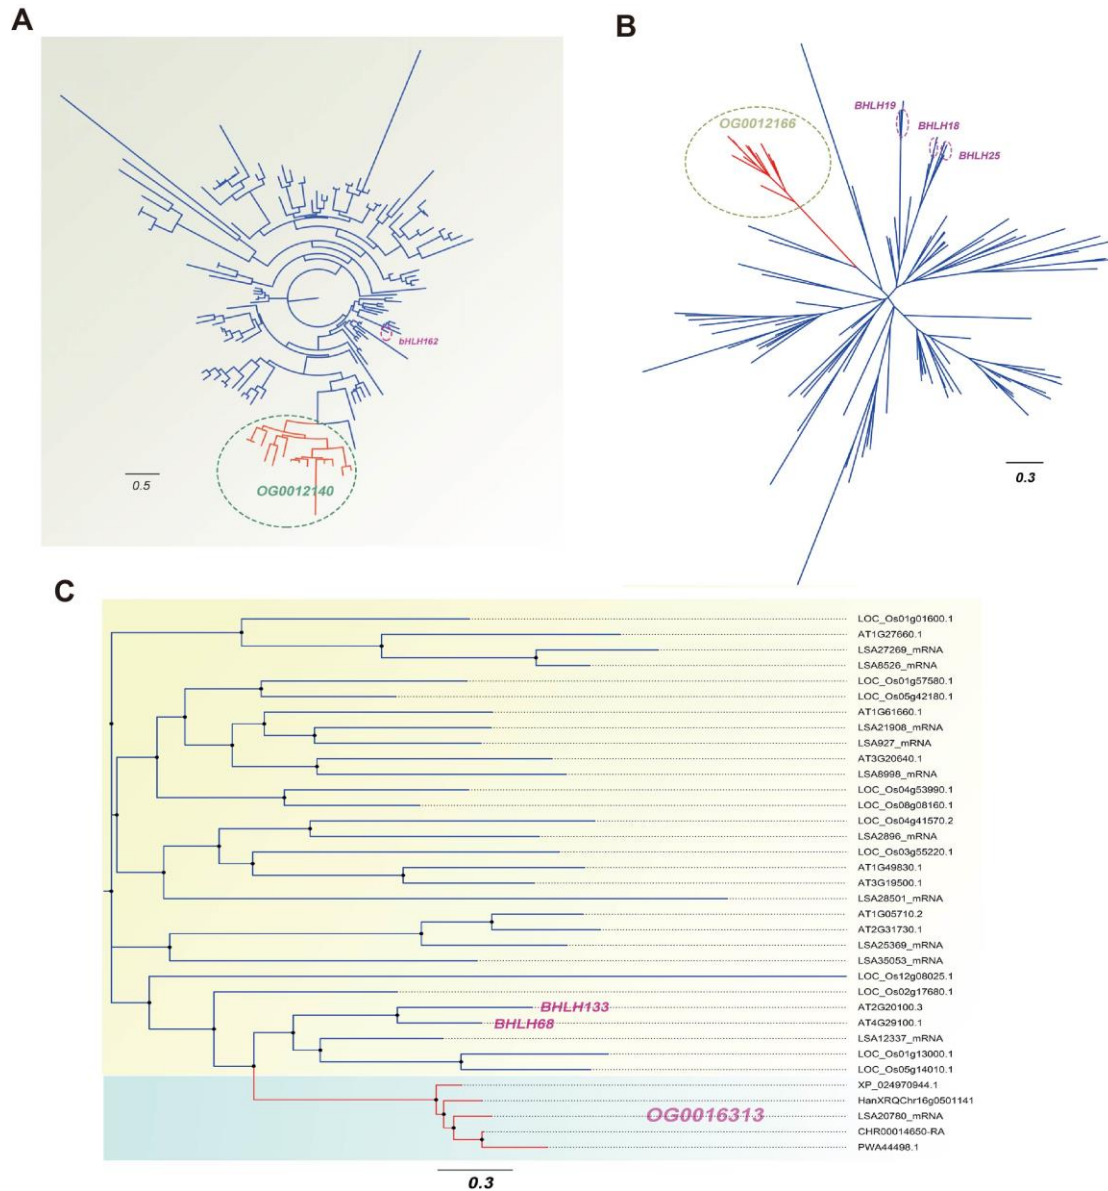 A
bHLH162
0.5
OG0012140
B
OG0012166
BHLH19
BHLH18
BHLH25
0.3
C
LOC_Os01g01600.1
AT1G27660.1
LSA27269_mRNA
LSA8526_mRNA
LOC_Os01g57580.1
LOC_Os05g42180.1
AT1G61660.1
LSA21908_mRNA
LSA927_mRNA
AT3G20640.1
LSA8998_mRNA
LOC_Os04g53990.1
LOC_Os08g08160.1
LOC_Os04g41570.2
LSA2896_mRNA
LOC_Os03g55220.1
AT1G49830.1
AT3G19500.1
LSA28501_mRNA
AT1G05710.2
AT2G31730.1
LSA25369_mRNA
LSA35053_mRNA
LOC_Os12g08025.1
LOC_Os02g17680.1
BHLH133 AT2G20100.3
BHLH68 AT4G29100.1
LSA12337_mRNA
LOC_Os01g13000.1
LOC_Os05g14010.1
XP_024970944.1
HanXRQChr16g0501141
OG0016313 LSA20780_mRNA
CHR00014650-RA
PWA44498.1
0.3